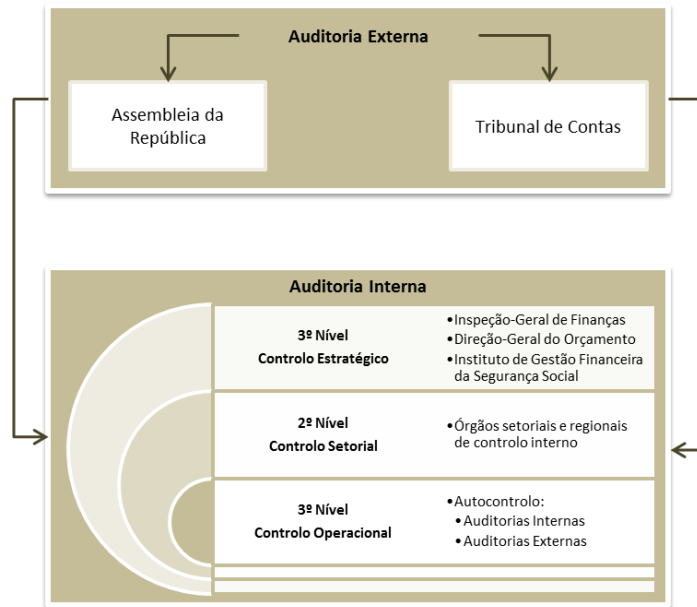 Auditoria Externa
Assembleia da
República
Tribunal de Contas
Auditoria Interna
3º Nível
Controlo Estratégico
•Inspeção-Geral de Finanças
•Direção-Geral do Orçamento
•Instituto de Gestão Financeira
da Segurança Social
2º Nível
Controlo Setorial
•Órgãos setoriais e regionais
de controlo interno
3º Nível
Controlo Operacional
•Autocontrolo:
•Auditorias Internas
•Auditorias Externas